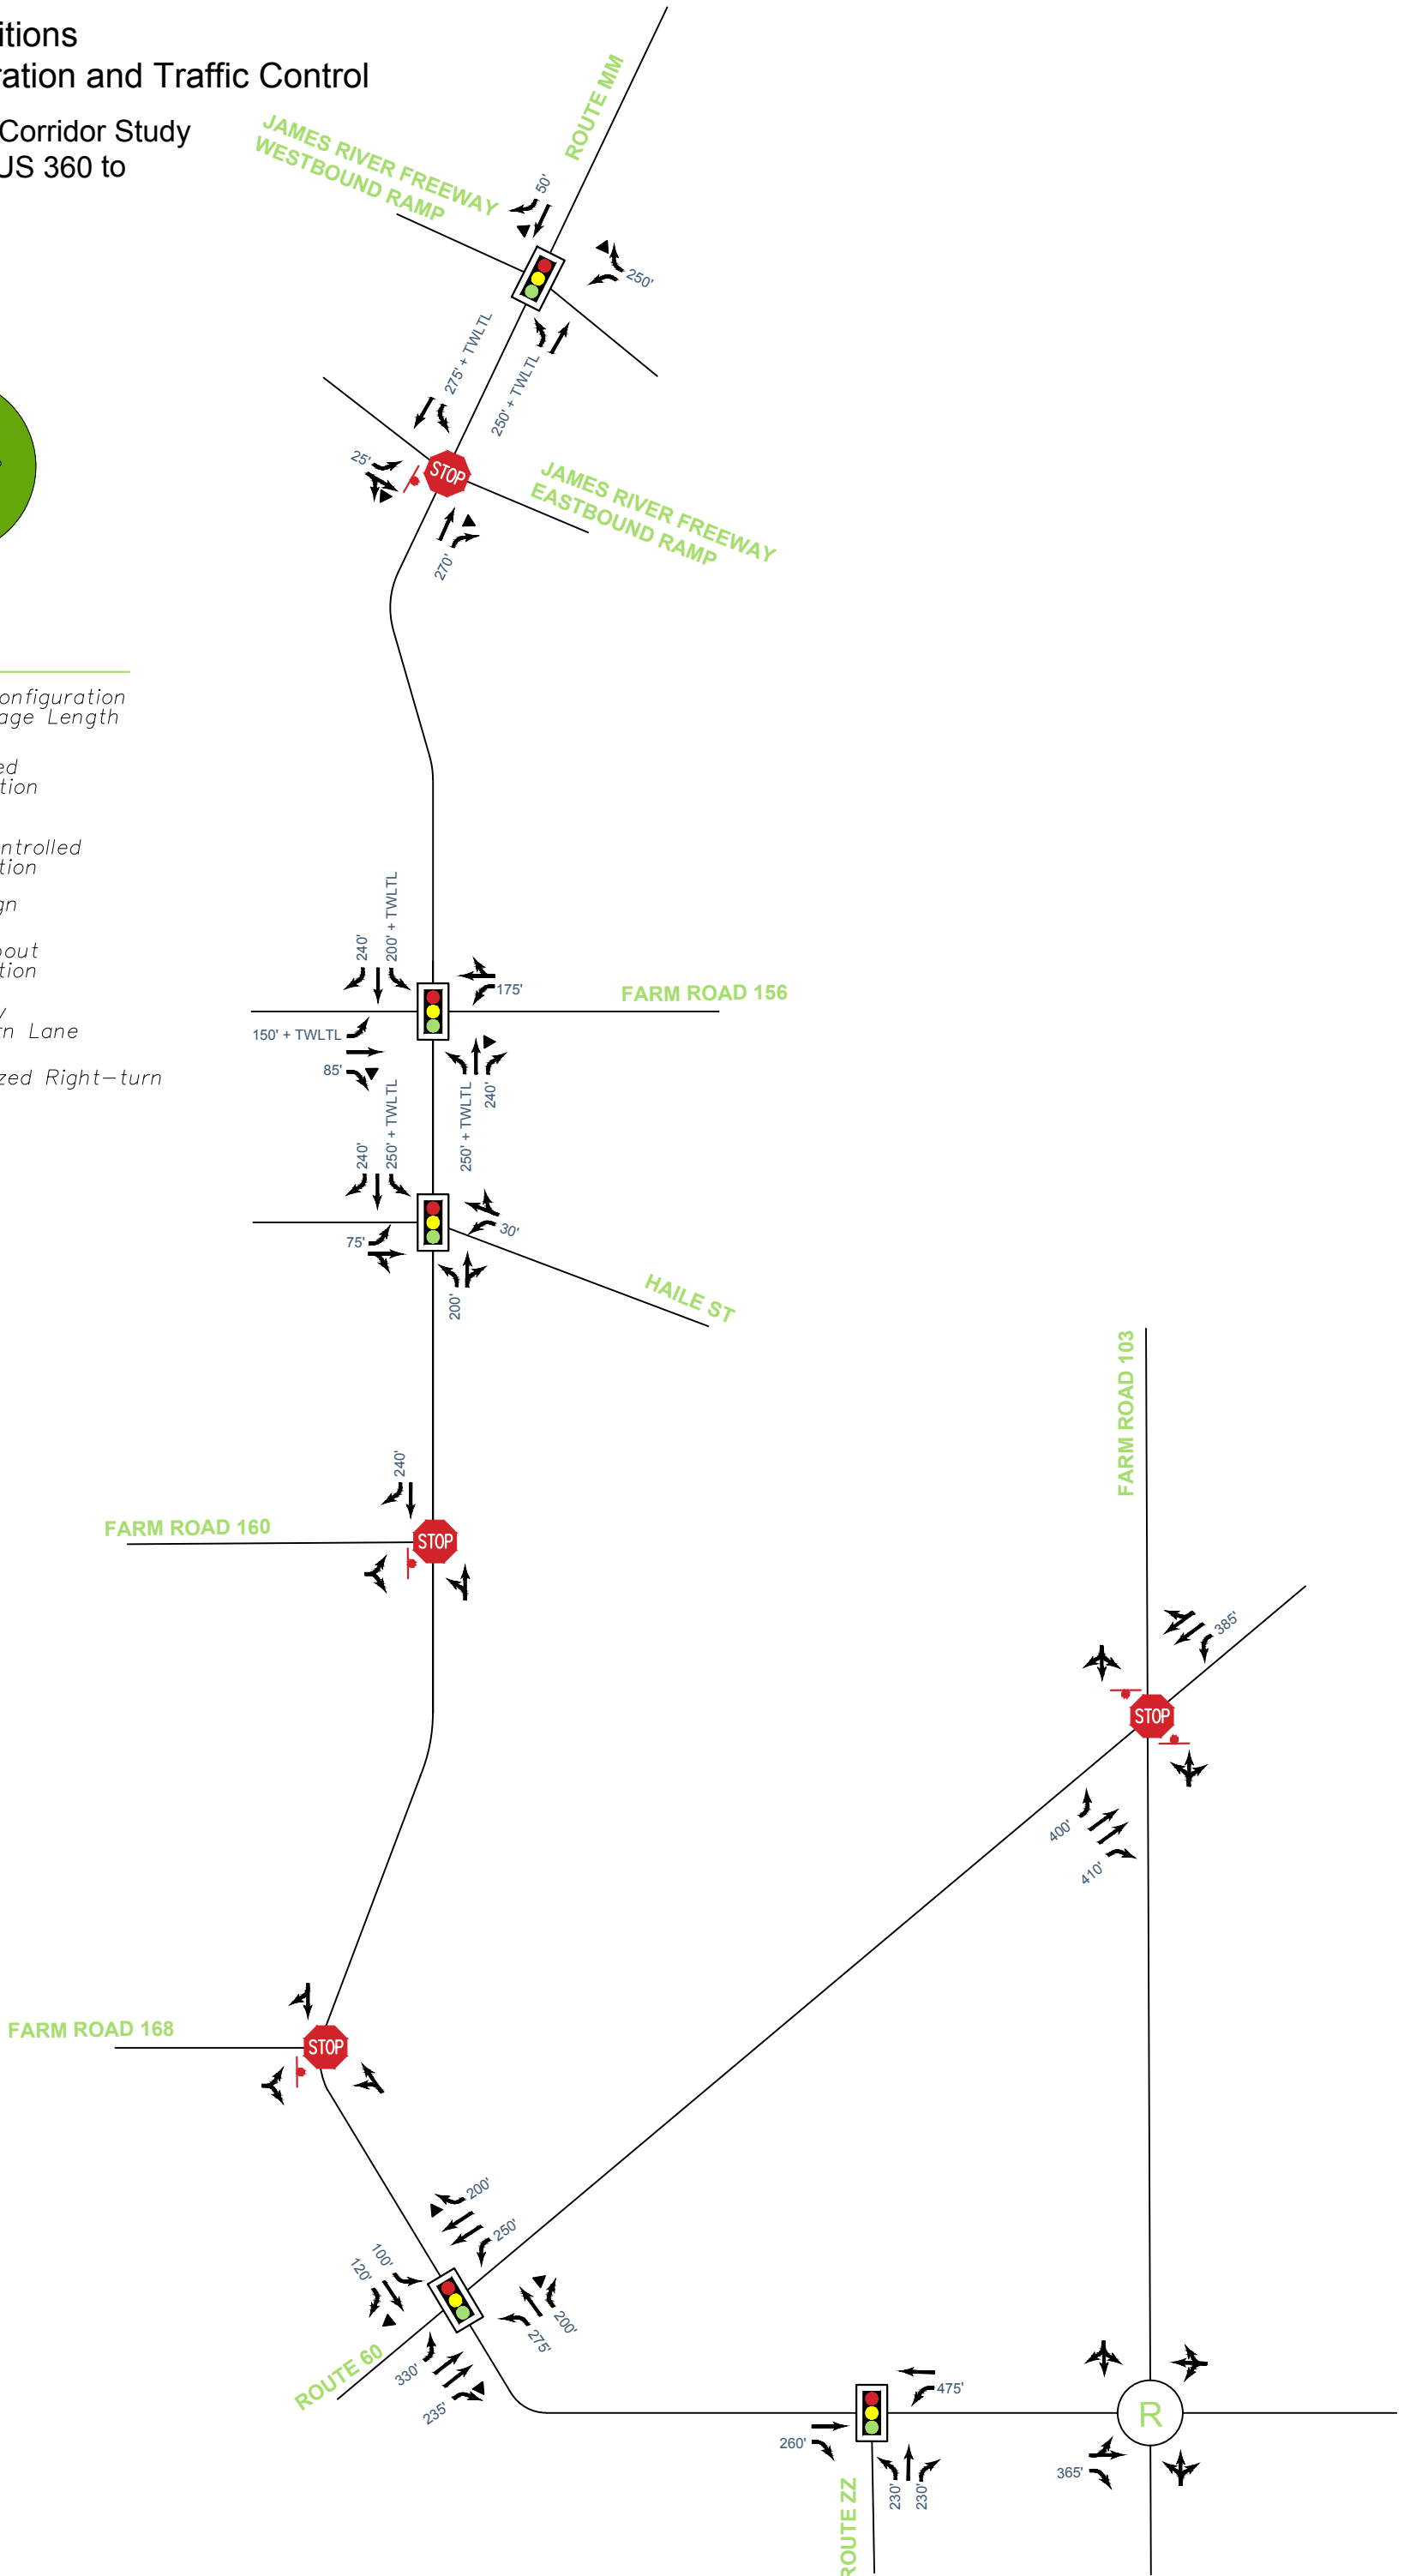 itions
ration and Traffic Control
Corridor Study
US 360 to
ROUTE MM
JAMES RIVER FREEWAY
WESTBOUND RAMP
50'
250'
275' + TWLTL
250' + TWLTL
25'
STOP
JAMES RIVER FREEWAY
EASTBOUND RAMP
270'
onfiguration
age Length
ed
tion
ntrolled
tion
gn
bout
tion
rn Lane
zed Right-turn
240'
200' + TWLTL
175'
FARM ROAD 156
150' + TWLTL
85'
240'
250' + TWLTL
250' + TWLTL
240'
75'
30'
200'
HAILE ST
FARM ROAD 103
240'
FARM ROAD 160
STOP
385'
STOP
400'
410'
FARM ROAD 168
STOP
200'
250'
100'
120'
200'
275'
ROUTE 60
330'
235'
475'
260'
230'
230'
ROUTE ZZ
R
365'